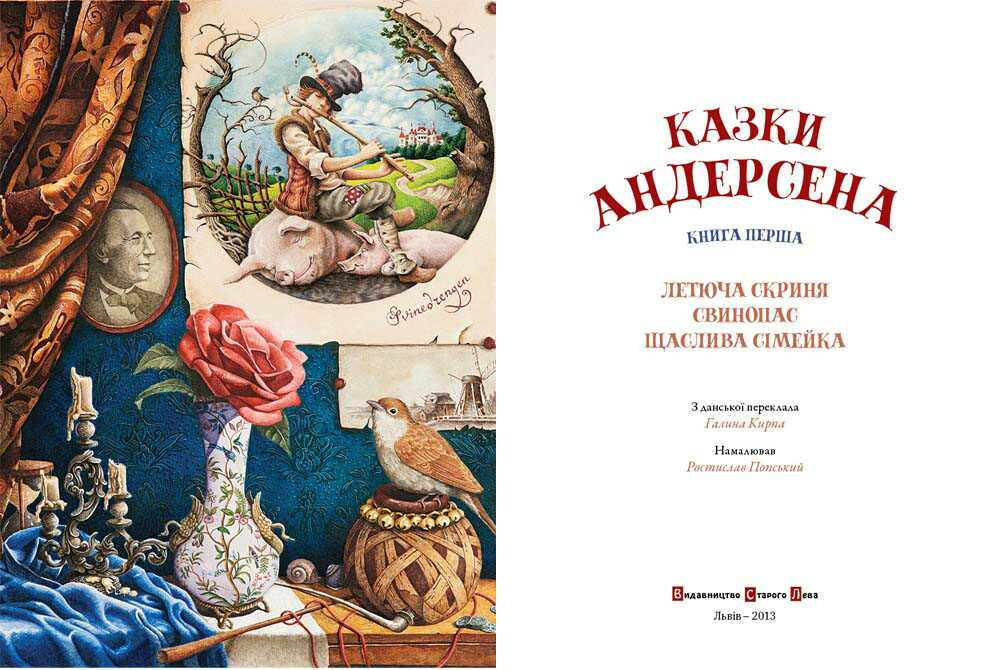 Svinedrengen
КАЗКИ
АНДЕРСЕНА
КНИГА ПЕРША
ЛЕТЮЧА СКРИНЯ
СВИНОПАС
ЩАСЛИВА СІМЕЙКА
З данської переклала
Галина Кирпа
Намалював
Ростислав Попський
Видавництво Старого Лева
Львів – 2013